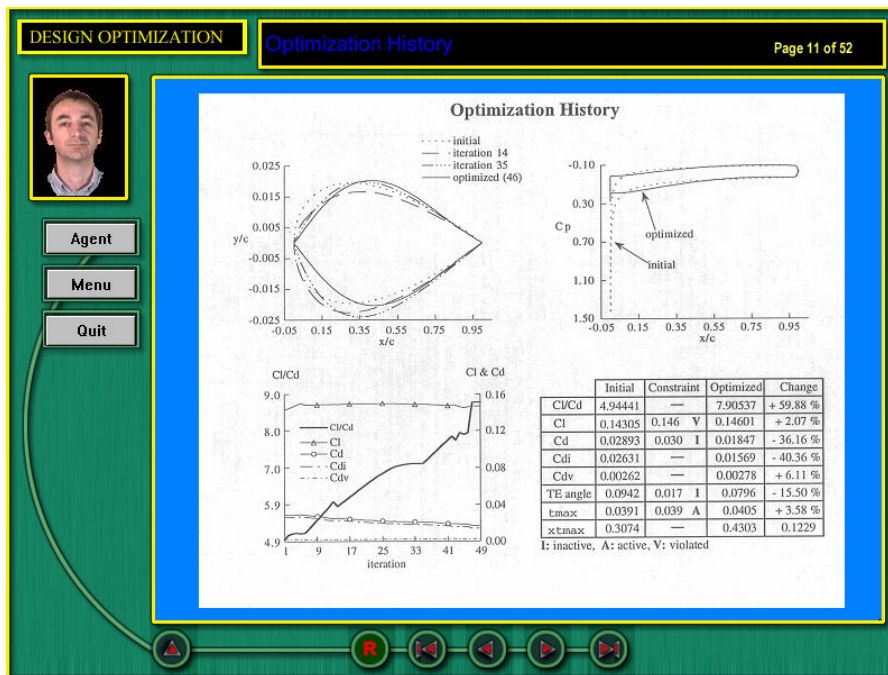 DESIGN OPTIMIZATION
Optimization History
Page 11 of 52
Agent
Menu
Quit
Optimization History
initial
iteration 14
iteration 35
optimized (46)
0.025
0.015
0.005
y/c
-0.005
-0.015
-0.025
-0.05 0.15 0.35 0.55 0.75 0.95
x/c
-0.10
0.30
Cp
0.70
1.10
1.50
optimized
initial
-0.05 0.15 0.35 0.55 0.75 0.95
x/c
Cl/Cd Cl & Cd
9.0 0.16
8.0 0.12
7.0 0.08
5.9 0.04
4.9 0.00
Cl/Cd
Cl
Cd
Cdi
Cdv
1 9 17 25 33 41 49
iteration
Initial Constraint Optimized Change
Cl/Cd 4.94441 — 7.90537 + 59.88 %
Cl 0.14305 0.146 V 0.14601 + 2.07 %
Cd 0.02893 0.030 I 0.01847 - 36.16 %
Cdi 0.02631 — 0.01569 - 40.36 %
Cdv 0.00262 — 0.00278 + 6.11 %
TE angle 0.0942 0.017 I 0.0796 - 15.50 %
tmax 0.0391 0.039 A 0.0405 + 3.58 %
xtmax 0.3074 — 0.4303 0.1229
I: inactive, A: active, V: violated
R